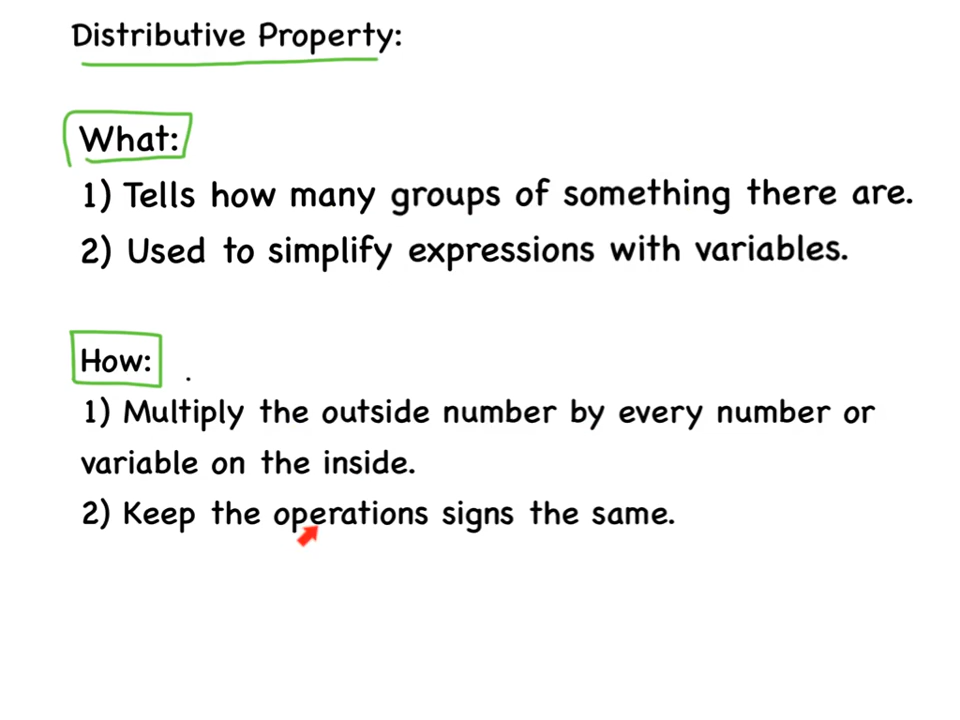 Distributive Property:
What:
1) Tells how many groups of something there are.
2) Used to simplify expressions with variables.
How:
1) Multiply the outside number by every number or
variable on the inside.
2) Keep the operations signs the same.